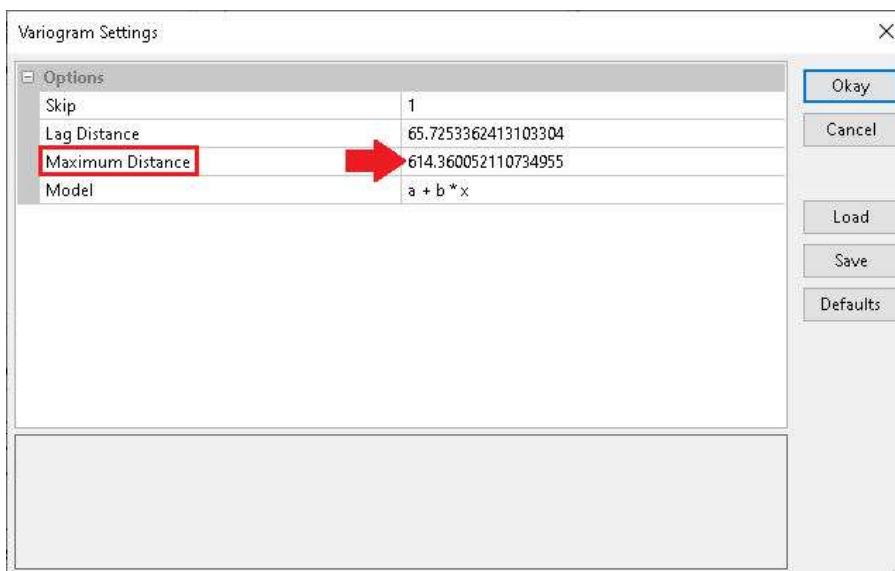 Variogram Settings
Options
Skip 1
Lag Distance 65.7253362413103304
Maximum Distance 614.360052110734955
Model a + b * x
Okay
Cancel
Load
Save
Defaults